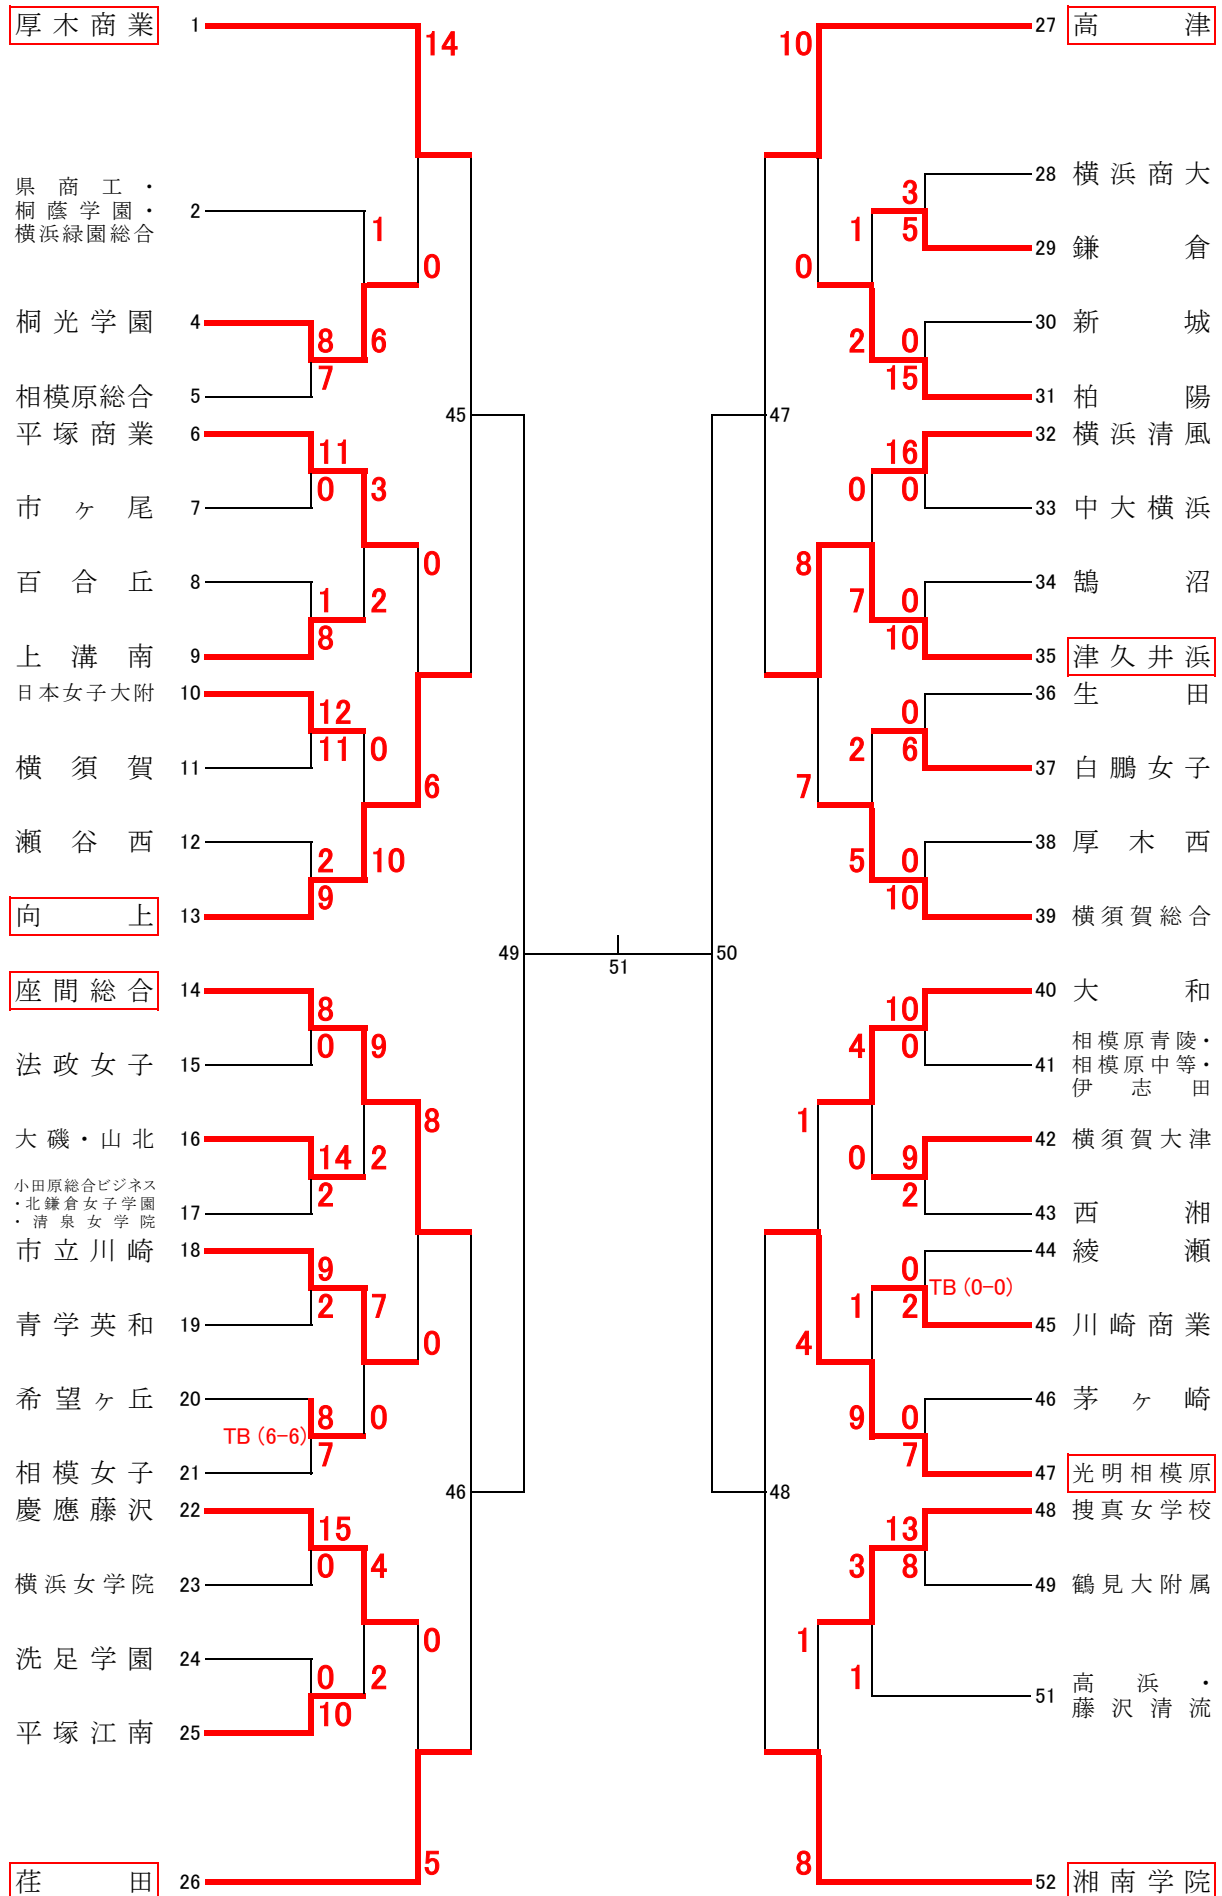 厚木商業 1
14
県商工・
桐蔭学園・
横浜緑園総合
2
1
0
桐光学園 4
8
6
7
相模原総合 5
平塚商業 6
11
0
3
市ヶ尾 7
0
百合丘 8
1
2
8
上溝南 9
日本女子大附 10
12
11
0
横須賀 11
6
瀬谷西 12
2
10
9
向上 13
45
座間総合 14
8
0
9
法政女子 15
8
大磯・山北 16
14
2
2
小田原総合ビジネス
・北鎌倉女子学園
・清泉女学院
17
市立川崎 18
9
2
7
青学英和 19
0
希望ヶ丘 20
8
0
TB(6-6)
7
相模女子 21
慶應藤沢 22
15
0
4
横浜女学院 23
0
洗足学園 24
0
2
10
平塚江南 25
5
荏田 26
46
49
51
50
27 高津
10
28 横浜商大
3
1
5
29 鎌倉
0
30 新城
2
0
15
31 柏陽
47
32 横浜清風
16
0
0
33 中大横浜
8
34 鵠沼
7
0
10
35 津久井浜
36 生田
0
2
6
37 白鵬女子
7
38 厚木西
5
0
10
39 横須賀総合
40 大和
10
4
0
相模原青陵・
相模原中等・
伊志田
41
1
42 横須賀大津
0
9
2
43 西湘
44 綾瀬
0
TB(0-0)
1
2
45 川崎商業
4
46 茅ヶ崎
9
0
7
47 光明相模原
48
48 捜真女学校
13
3
8
49 鶴見大附属
1
1
51
高浜・
藤沢清流
8
52 湘南学院